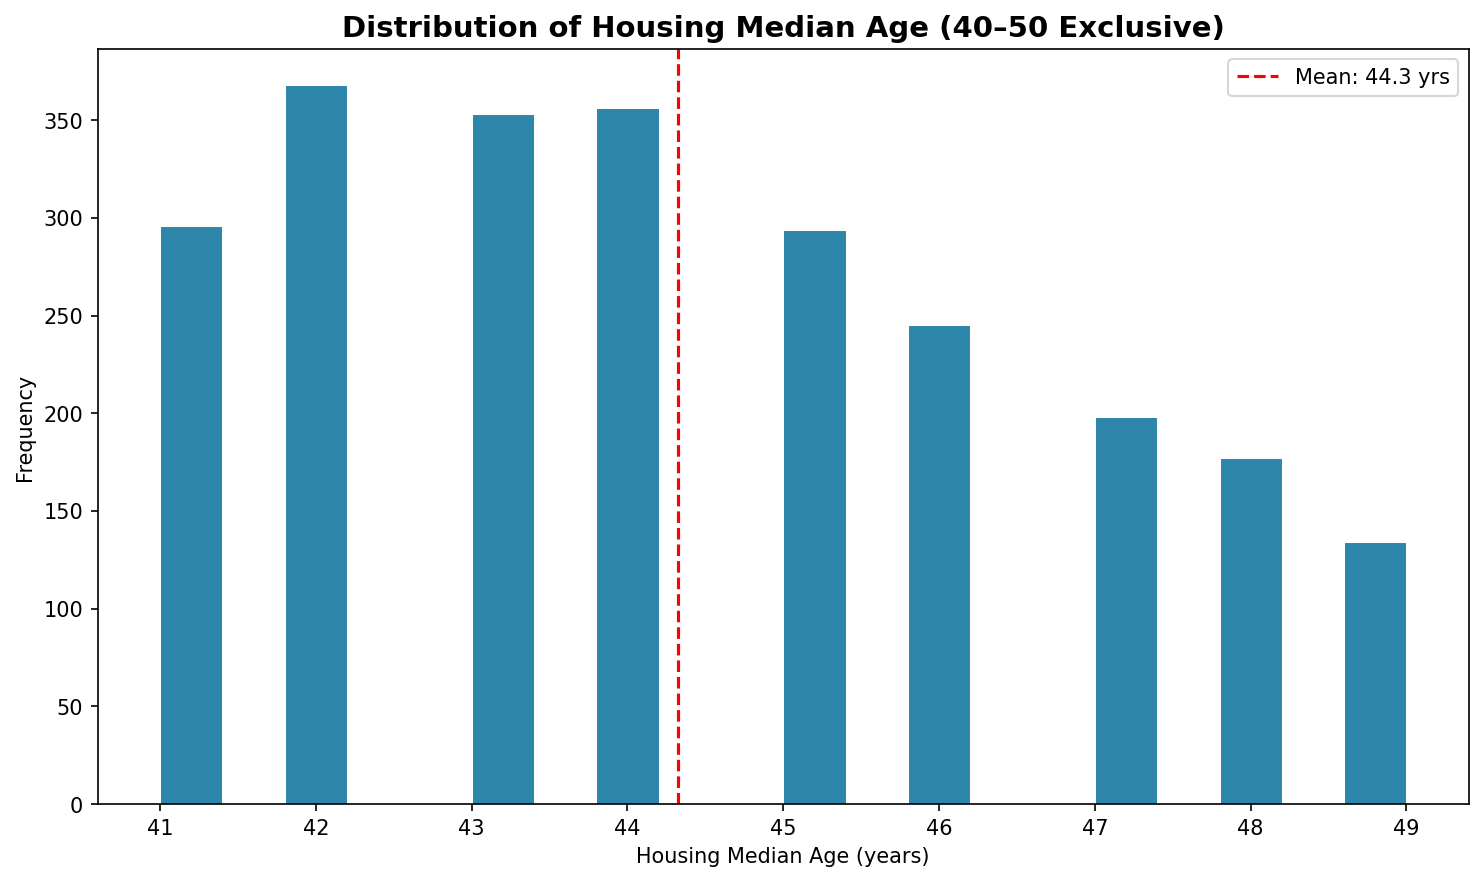 Distribution of Housing Median Age (40–50 Exclusive)
Mean: 44.3 yrs
Frequency
350
300
250
200
150
100
50
0
41 42 43 44 45 46 47 48 49
Housing Median Age (years)